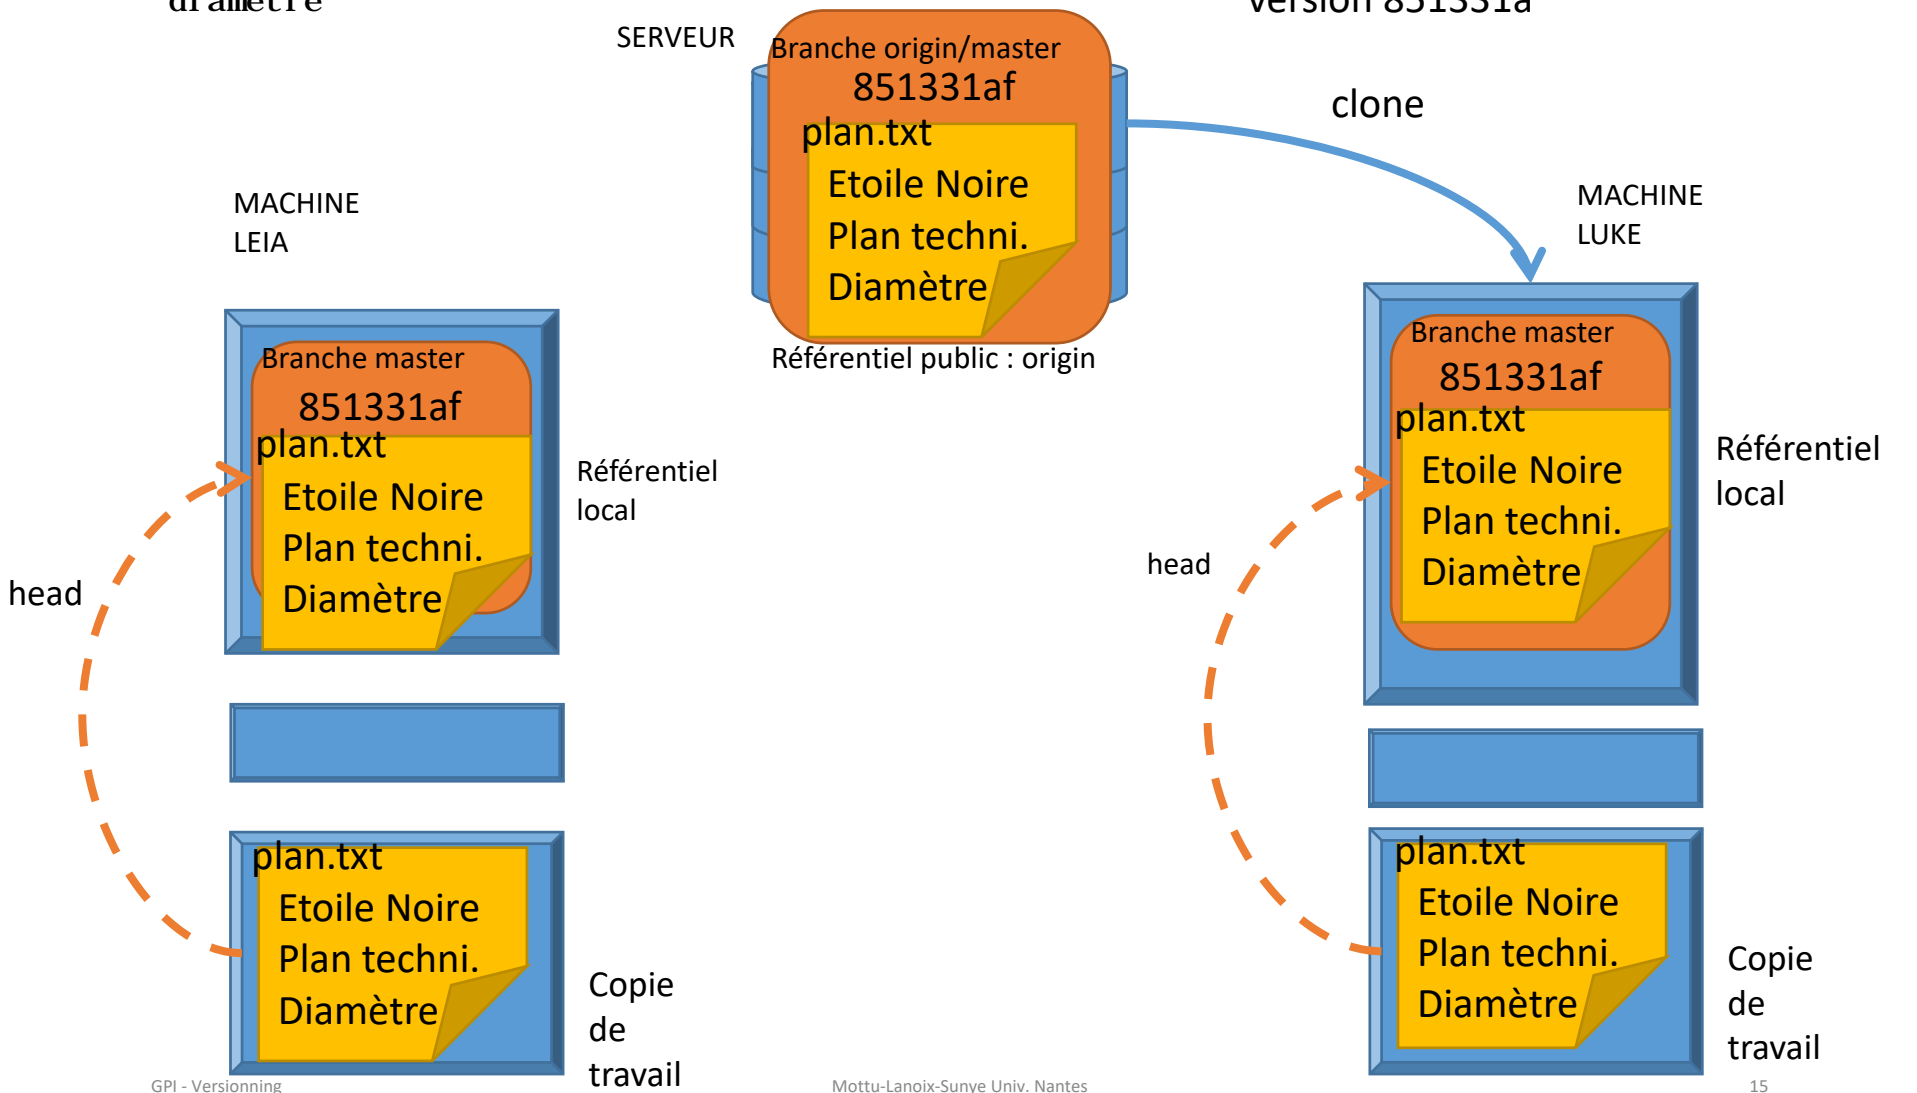 diamètre
version 851331a
SERVEUR
Branche origin/master
851331af
plan.txt
Etoile Noire
Plan techni.
Diamètre
Référentiel public : origin
clone
MACHINE
LEIA
Branche master
851331af
plan.txt
Etoile Noire
Plan techni.
Diamètre
Référentiel
local
head
plan.txt
Etoile Noire
Plan techni.
Diamètre
Copie
de
travail
MACHINE
LUKE
Branche master
851331af
plan.txt
Etoile Noire
Plan techni.
Diamètre
Référentiel
local
head
plan.txt
Etoile Noire
Plan techni.
Diamètre
Copie
de
travail
GPI - Versionning
Mottu-Lanoix-Sunye Univ. Nantes
15